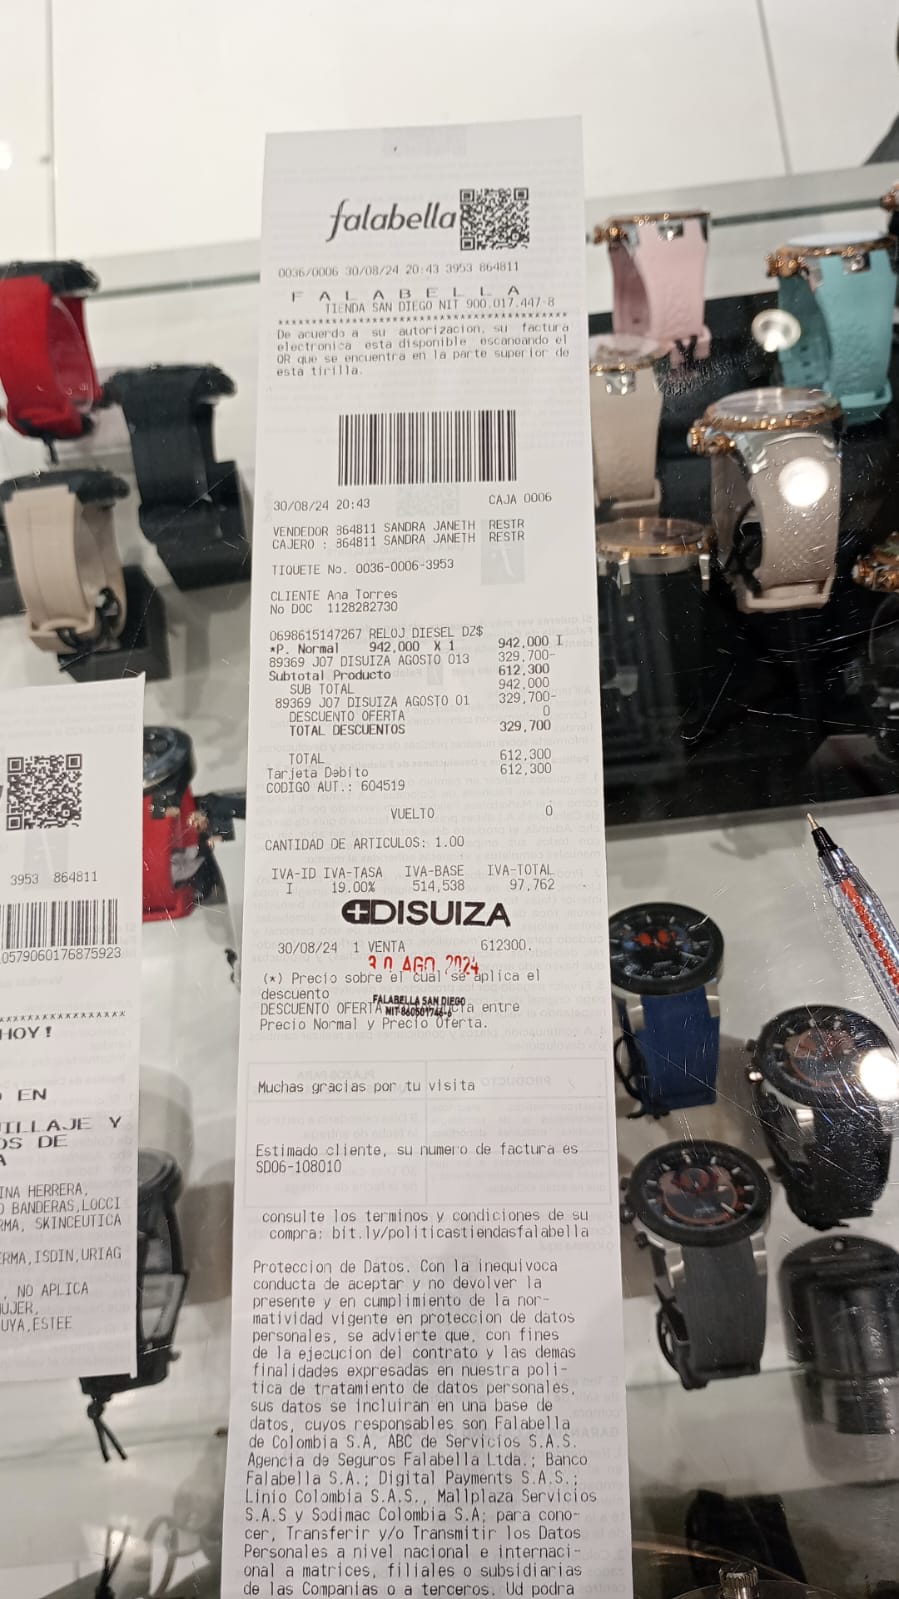 falabella
0036/0006 30/08/24 20:43 3953 864811
F A L A B E L L A
TIENDA SAN DIEGO NIT 900.017.447-8
De acuerdo a su autorizacion, su factura
electronica esta disponible escaneando el
QR que se encuentra en la parte superior de
esta tirilla.
30/08/24 20:43 CAJA 0006
VENDEDOR 864811 SANDRA JANETH RESTR
CAJERO : 864811 SANDRA JANETH RESTR
TIQUETE No. 0036-0006-3953
CLIENTE Ana Torres
No DOC 1128282730
0698615147267 RELOJ DIESEL DZ$
*P. Normal 942,000 X 1 942,000 I
89369 J07 DISUIZA AGOSTO 013 329,700-
Subtotal Producto 612,300
SUB TOTAL 942,000
89369 J07 DISUIZA AGOSTO 01 329,700-
DESCUENTO OFERTA 0
TOTAL DESCUENTOS 329,700
TOTAL 612,300
Tarjeta Debito 612,300
CODIGO AUT.: 604519
VUELTO 0
CANTIDAD DE ARTICULOS: 1.00
IVA-ID IVA-TASA IVA-BASE IVA-TOTAL
I 19.00% 514,538 97,762
DISUIZA
30/08/24 1 VENTA 612300.
30 AGO 2024
(*) Precio sobre el cual se aplica el
descuento
FALABELLA SAN DIEGO
DESCUENTO OFERTA entre
Precio Normal y Precio Oferta.
Muchas gracias por tu visita
Estimado cliente, su numero de factura es
SD06-108010
consulte los terminos y condiciones de su
compra: bit.ly/politicastiendasfalabella
Proteccion de Datos. Con la inequivoca
conducta de aceptar y no devolver la
presente y en cumplimiento de la nor-
matividad vigente en proteccion de datos
personales, se advierte que, con fines
de la ejecucion del contrato y las demas
finalidades expresadas en nuestra poli-
tica de tratamiento de datos personales,
sus datos se incluiran en una base de
datos, cuyos responsables son Falabella
de Colombia S.A, ABC de Servicios S.A.S.
Agencia de Seguros Falabella Ltda.; Banco
Falabella S.A.; Digital Payments S.A.S.;
Linio Colombia S.A.S., Mallplaza Servicios
S.A.S y Sodimac Colombia S.A; para cono-
cer, Transferir y/o Transmitir los Datos
Personales a nivel nacional e internaci-
onal a matrices, filiales o subsidiarias
de las Companias o a terceros. Ud podra
3953 864811
0579060176875923
HOY!
EN
Y
DE
HERRERA,
BANDERAS,LOCCI
SKINCEUTICA
ISDIN,URIAG
NO APLICA
ESTEE